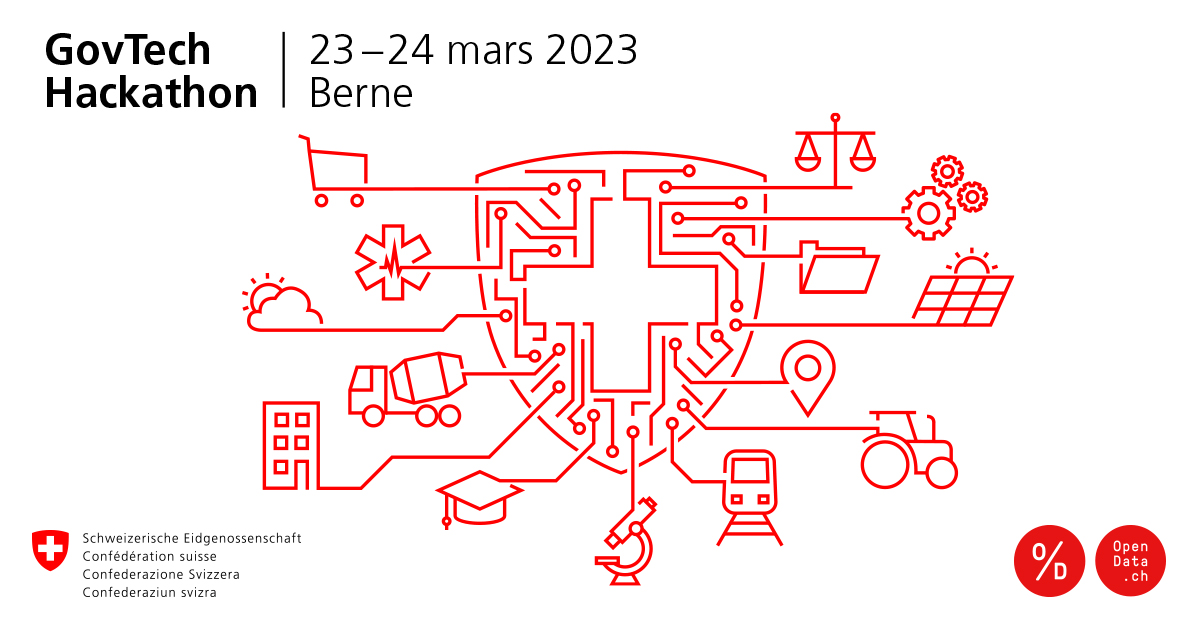 GovTech
Hackathon
23–24 mars 2023
Berne
Schweizerische Eidgenossenschaft
Confédération suisse
Confederazione Svizzera
Confederaziun svizra
O/D
Open
Data
.ch